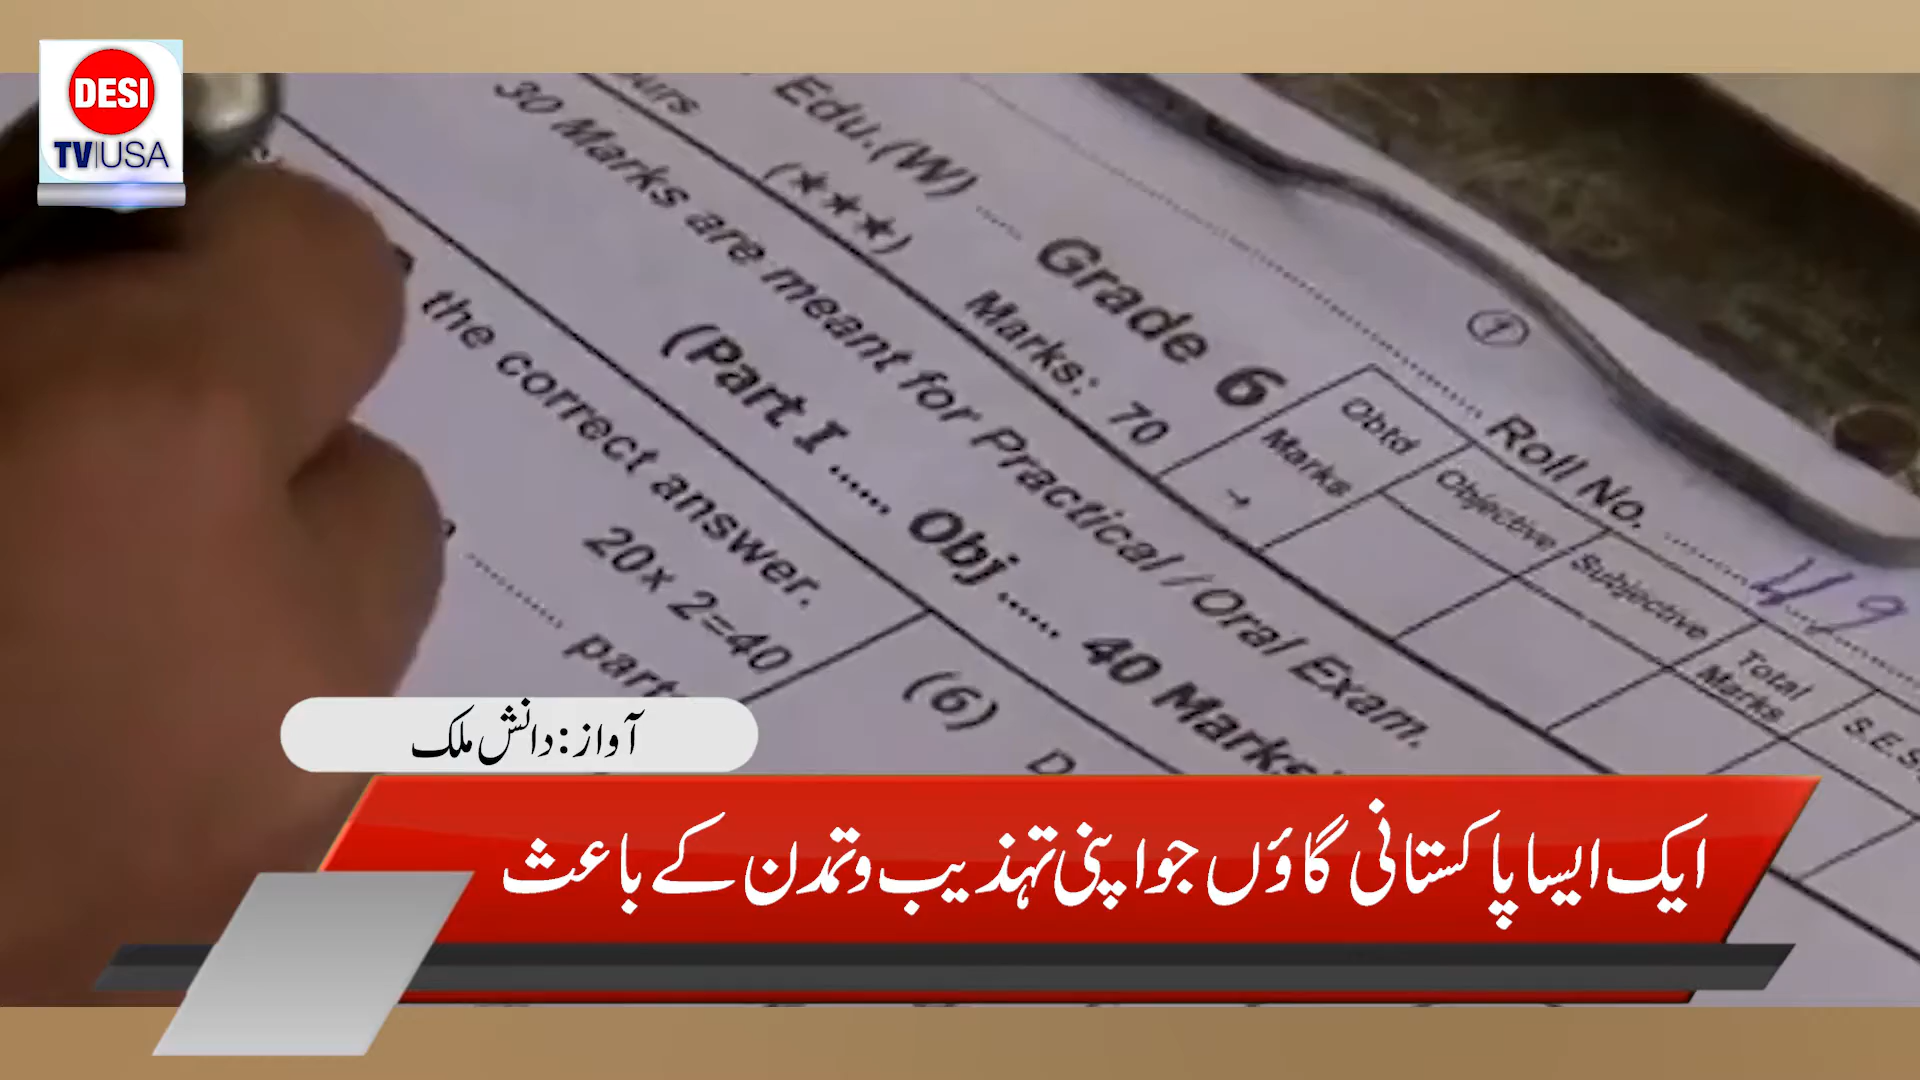 DESI
TV|USA
Roll No. 119
Edu.(W) ..... Grade 6
(★★★) Marks: 70
Obtd Marks → Objective Subjective Total Marks
30 Marks are meant for Practical / Oral Exam.
(Part I ...... Obj ...... 40 Marks
the correct answer.
20x 2=40
(6)
آواز: دانش ملک
ایک ایسا پاکستانی گاؤں جو اپنی تہذیب و تمدن کے باعث